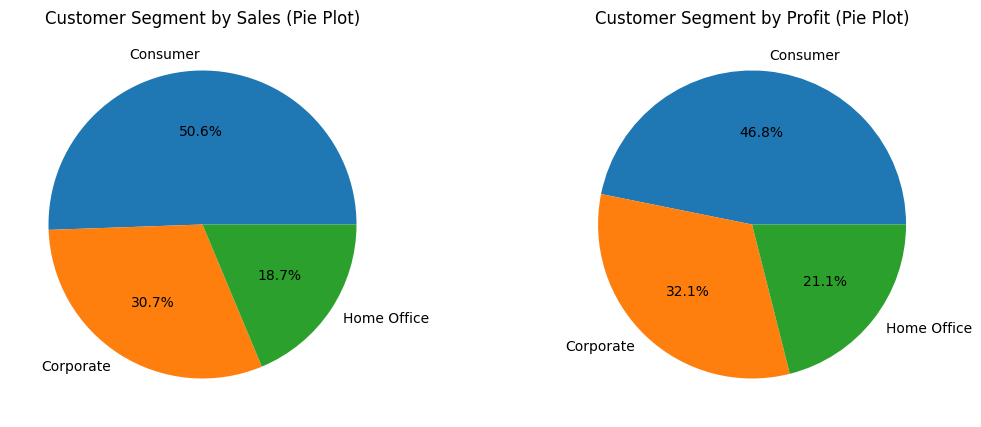 Customer Segment by Sales (Pie Plot)
Consumer
50.6%
18.7%
30.7%
Home Office
Corporate
Customer Segment by Profit (Pie Plot)
Consumer
46.8%
21.1%
32.1%
Home Office
Corporate